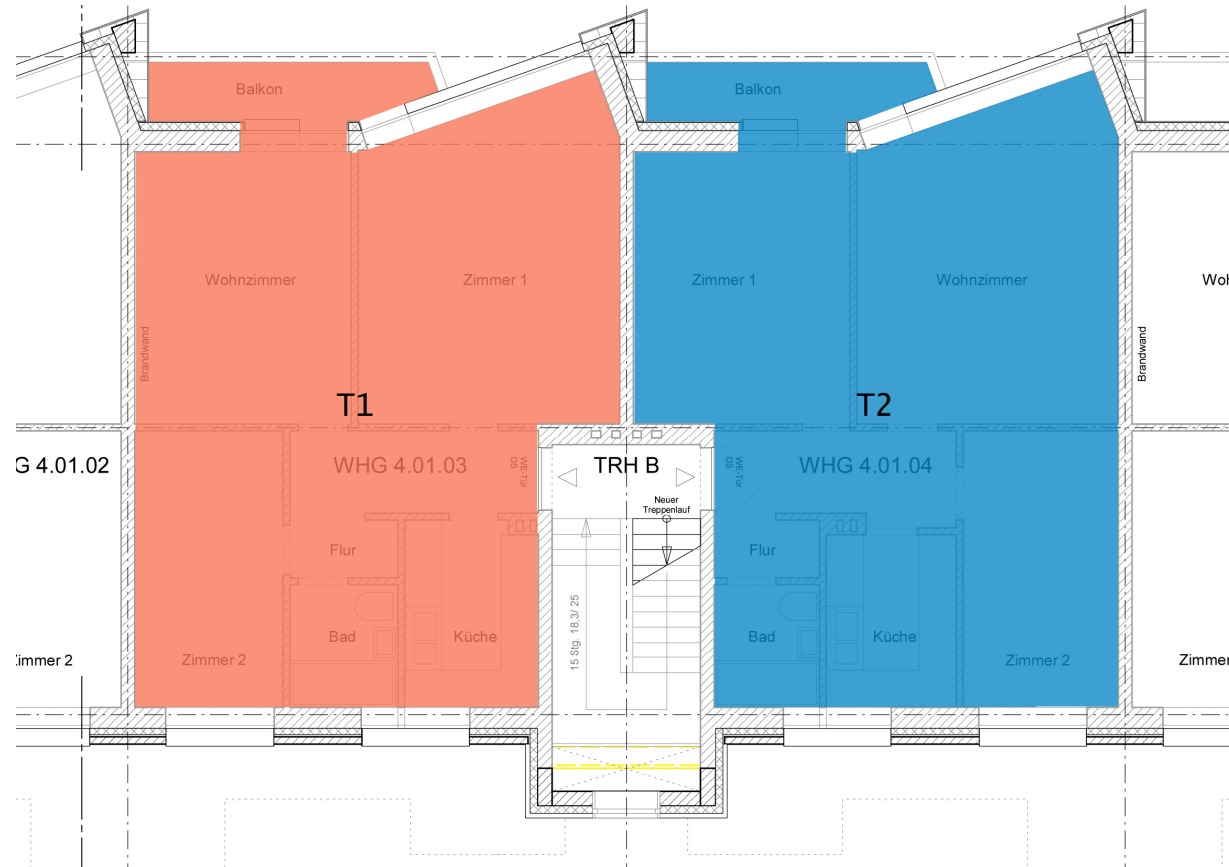 Balkon
Balkon
Wohnzimmer
Zimmer 1
Zimmer 1
Wohnzimmer
Woh
Brandwand
Brandwand
T1
T2
G 4.01.02
WHG 4.01.03
WE-Tür
DS
TRH B
WE-Tür
DS
WHG 4.01.04
Neuer
Treppenlauf
Flur
Flur
15 Stg. 18,3/ 25
Bad
Küche
Bad
Küche
Zimmer 2
Zimmer 2
Zimmer 2
Zimmer